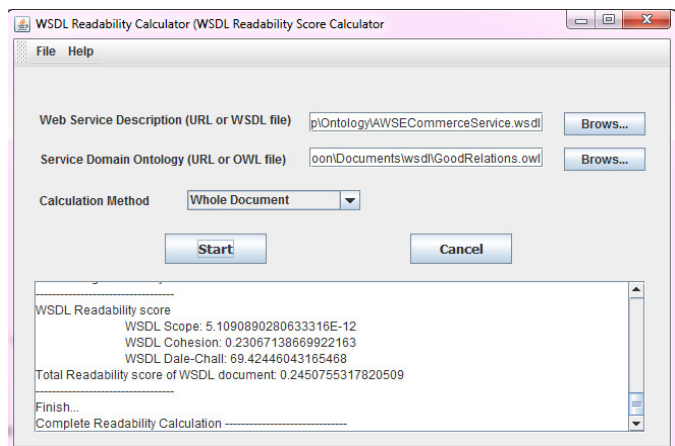 WSDL Readability Calculator (WSDL Readability Score Calculator
File Help
Web Service Description (URL or WSDL file) p\Ontology\AWSECommerceService.wsdl Brows...
Service Domain Ontology (URL or OWL file) oon\Documents\wsdl\GoodRelations.owl Brows...
Calculation Method Whole Document
Start Cancel
---------------------------------
WSDL Readability score
WSDL Scope: 5.1090890280633316E-12
WSDL Cohesion: 0.23067138669922163
WSDL Dale-Chall: 69.42446043165468
Total Readability score of WSDL document: 0.2450755317820509
---------------------------------
Finish...
Complete Readability Calculation -----------------------------